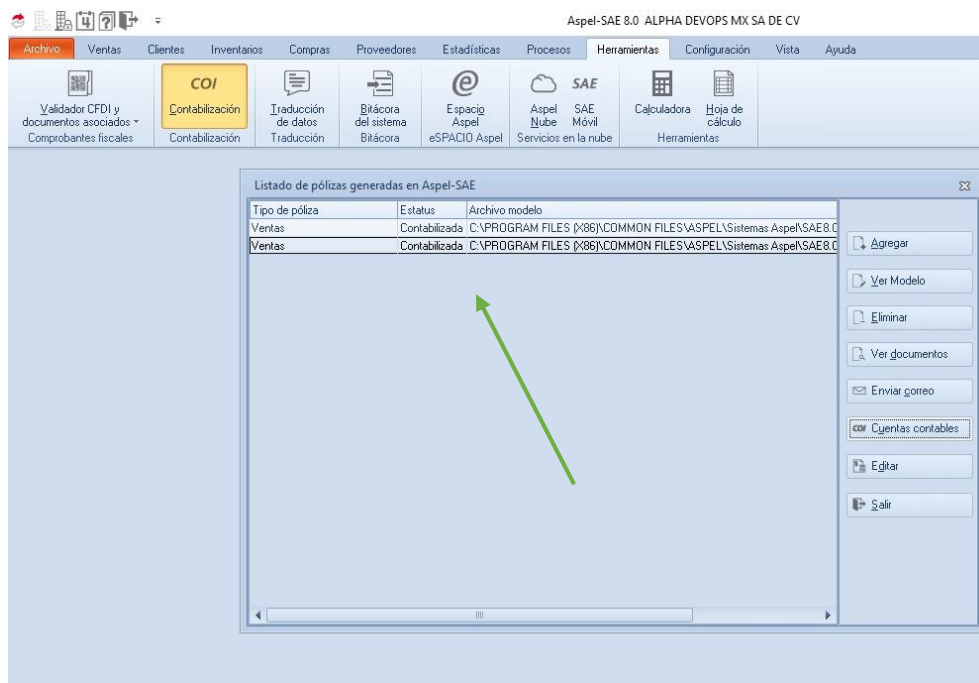 Aspel-SAE 8.0 ALPHA DEVOPS MX SA DE CV
Archivo Ventas Clientes Inventarios Compras Proveedores Estadísticas Procesos Herramientas Configuración Vista Ayuda
COI SAE
Validador CFDI y Contabilización Traducción Bitácora Espacio Aspel SAE Calculadora Hoja de
documentos asociados de datos del sistema Aspel Nube Móvil cálculo
Comprobantes fiscales Contabilización Traducción Bitácora eSPACIO Aspel Servicios en la nube Herramientas
Listado de pólizas generadas en Aspel-SAE
Tipo de póliza Estatus Archivo modelo
Ventas Contabilizada C:\PROGRAM FILES (X86)\COMMON FILES\ASPEL\Sistemas Aspel\SAE8.0
Ventas Contabilizada C:\PROGRAM FILES (X86)\COMMON FILES\ASPEL\Sistemas Aspel\SAE8.0
Agregar
Ver Modelo
Eliminar
Ver documentos
Enviar correo
COI Cuentas contables
Editar
Salir